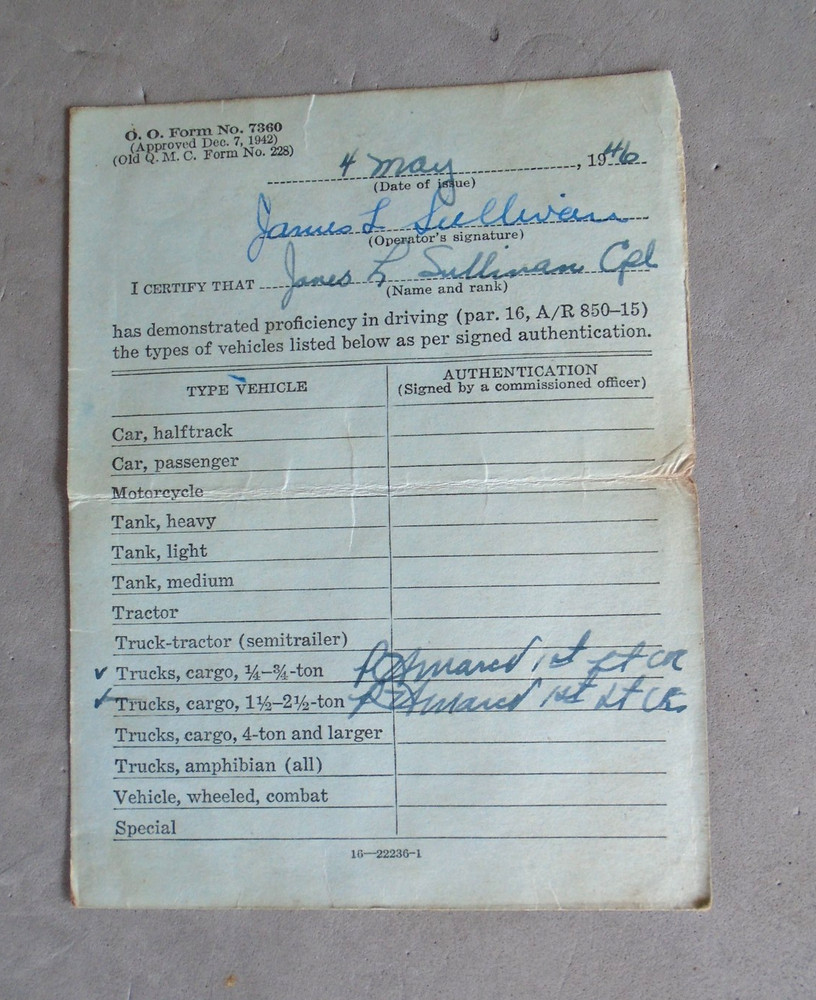 O. O. Form No. 7360
(Approved Dec. 7, 1942)
(Old Q. M. C. Form No. 228)
4 May, 1946
(Date of issue)
James L Sullivan
(Operator's signature)
I CERTIFY THAT James L Sullivan Cpl
(Name and rank)
has demonstrated proficiency in driving (par. 16, A/R 850–15)
the types of vehicles listed below as per signed authentication.
TYPE VEHICLE
AUTHENTICATION
(Signed by a commissioned officer)
Car, halftrack
Car, passenger
Motorcycle
Tank, heavy
Tank, light
Tank, medium
Tractor
Truck-tractor (semitrailer)
✓ Trucks, cargo, ¼–¾-ton 1st Lt
✓ Trucks, cargo, 1½–2½-ton 1st Lt
Trucks, cargo, 4-ton and larger
Trucks, amphibian (all)
Vehicle, wheeled, combat
Special
16—22236-1